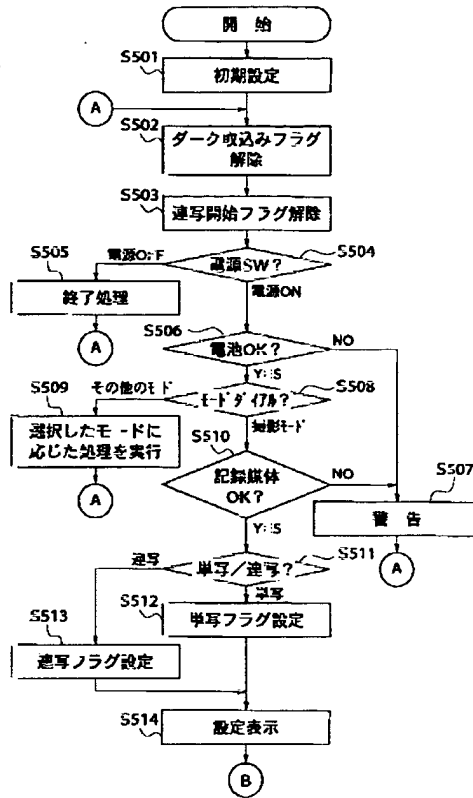 開 始
S501
初期設定
A
S502
ダーク取込みフラグ
解除
S503
連写開始フラグ解除
S504
電源SW?
電源OFF
電源ON
S505
終了処理
A
S506
電池OK?
NO
YES
S508
モードダイアル?
その他のモード
撮影モード
S509
選択したモードに
応じた処理を実行
A
S510
記録媒体
OK?
NO
YES
S507
警 告
A
S511
単写/連写?
連写
単写
S512
単写フラグ設定
S513
連写フラグ設定
S514
設定表示
B